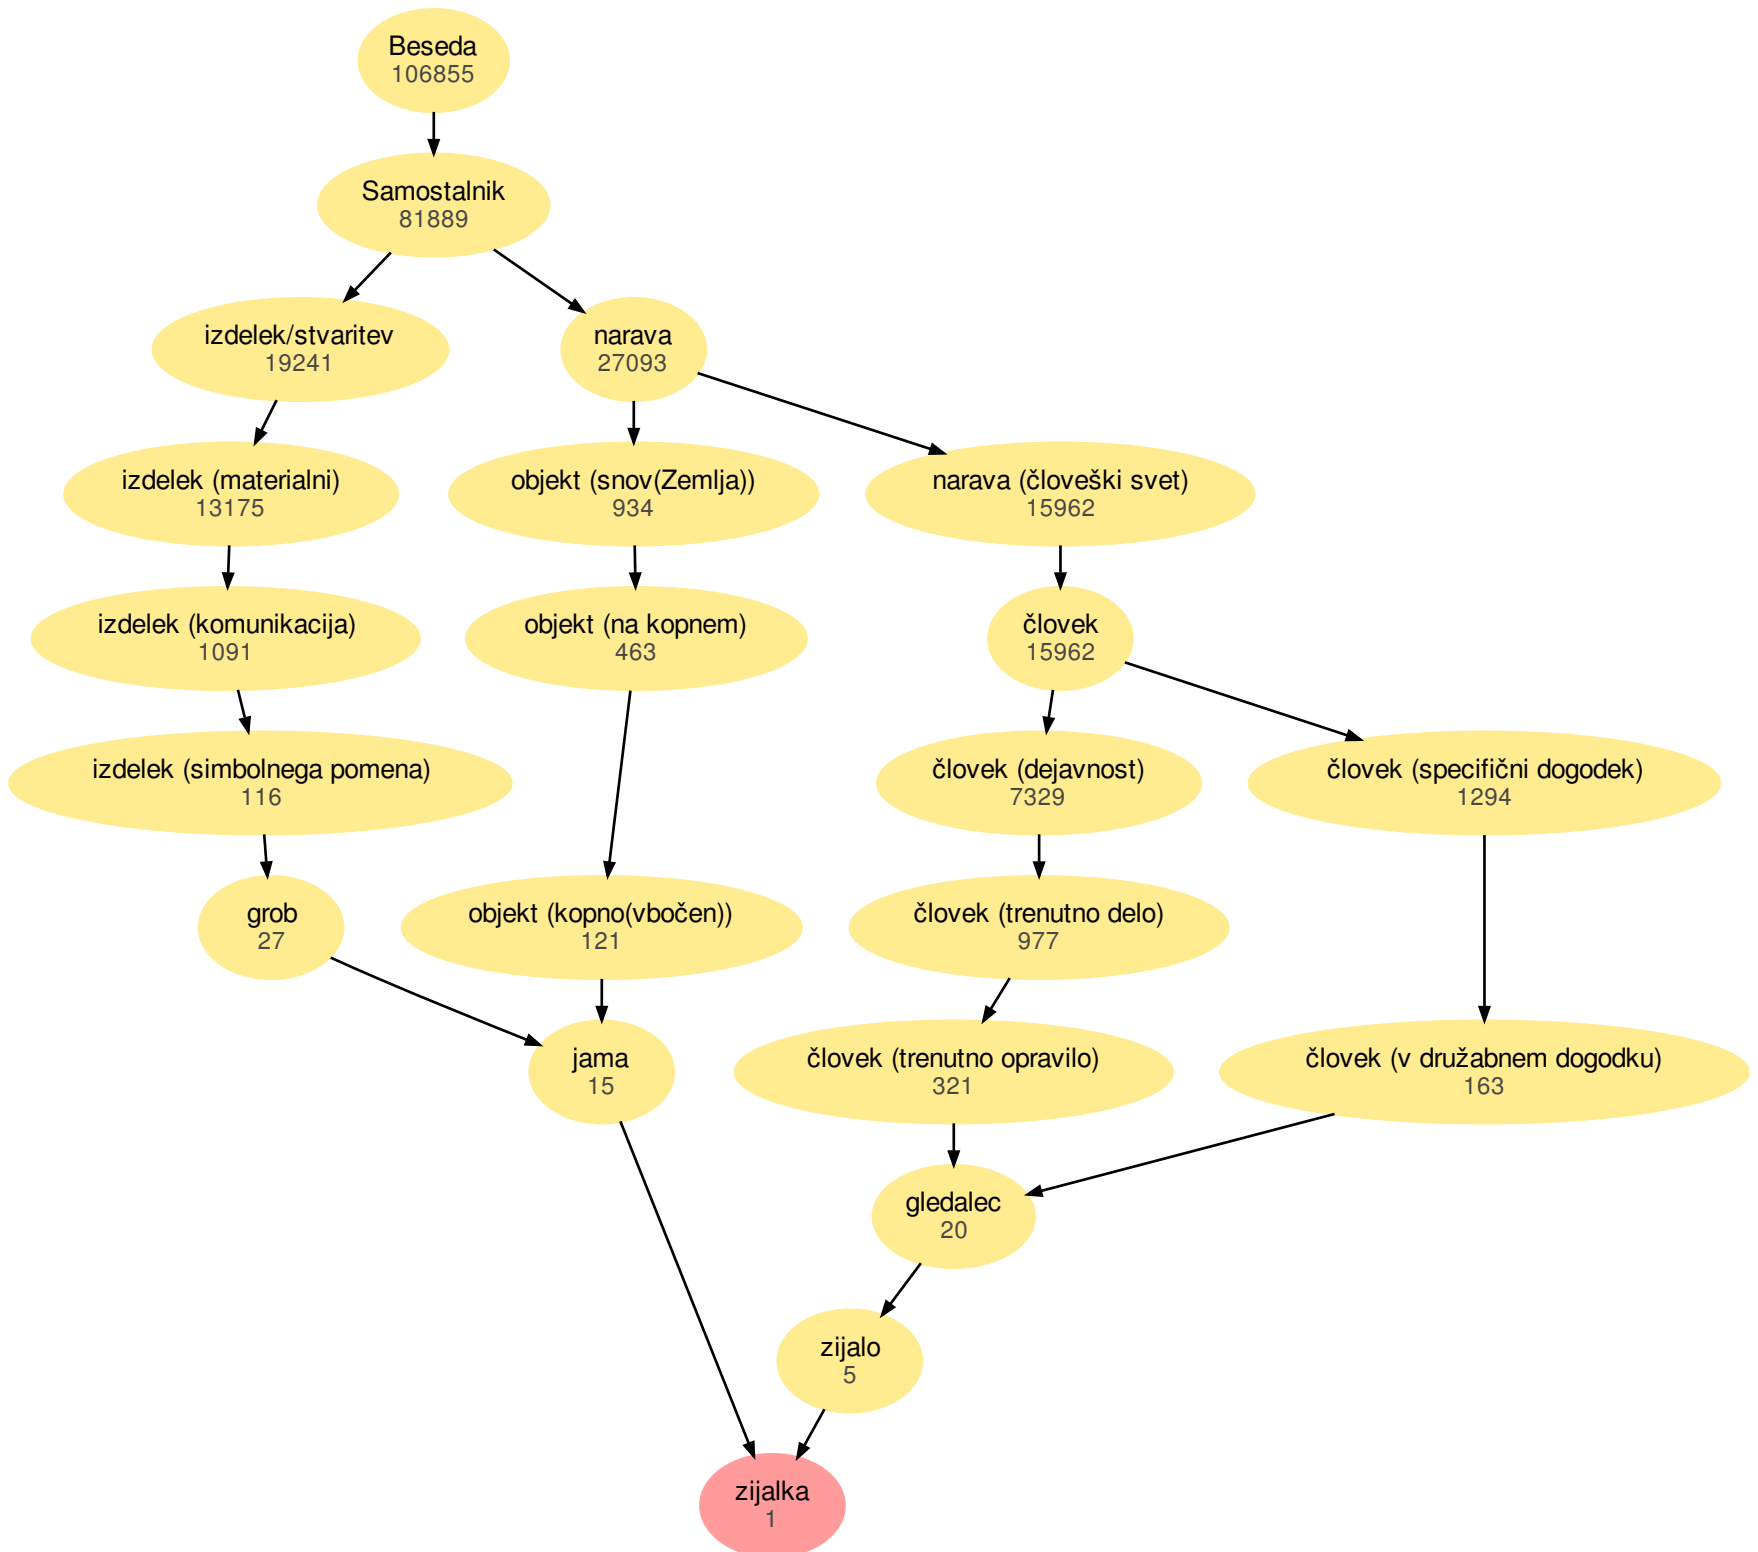 Beseda
106855
Samostalnik
81889
izdelek/stvaritev
19241
narava
27093
izdelek (materialni)
13175
objekt (snov(Zemlja))
934
narava (človeški svet)
15962
izdelek (komunikacija)
1091
objekt (na kopnem)
463
človek
15962
izdelek (simbolnega pomena)
116
človek (dejavnost)
7329
človek (specifični dogodek)
1294
grob
27
objekt (kopno(vbočen))
121
človek (trenutno delo)
977
jama
15
človek (trenutno opravilo)
321
človek (v družabnem dogodku)
163
gledalec
20
zijalo
5
zijalka
1